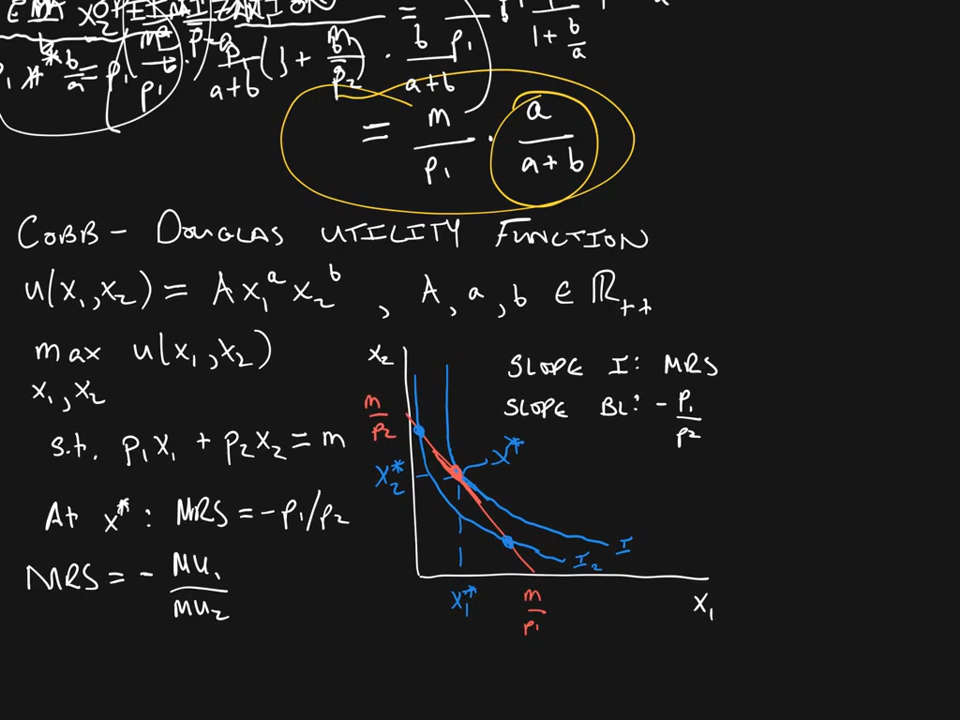 = m/p₁ · a/(a+b)
COBB - DOUGLAS UTILITY FUNCTION
u(x₁,x₂) = A x₁ᵃ x₂ᵇ , A, a, b ∈ ℝ₊₊
max u(x₁,x₂)
x₁,x₂
s.t. p₁x₁ + p₂x₂ = m
At x*: MRS = -p₁/p₂
MRS = - MU₁/MU₂
x₂
SLOPE I: MRS
SLOPE BL: - p₁/p₂
m/p₂
x*
x₂*
I
I₂
x₁*
m/p₁
x₁